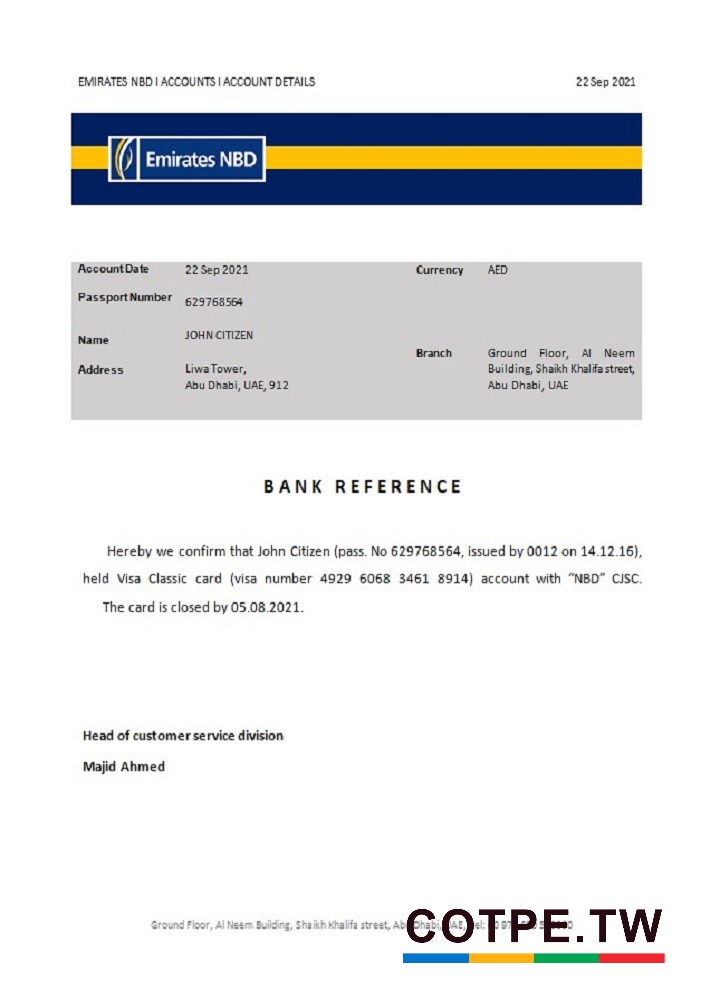 EMIRATES NBD I ACCOUNTS I ACCOUNT DETAILS 22 Sep 2021
Emirates NBD
Account Date 22 Sep 2021 Currency AED
Passport Number 629768564
Name JOHN CITIZEN
Branch Ground Floor, Al Neem
Address Liwa Tower, Building, Shaikh Khalifa street,
Abu Dhabi, UAE, 912 Abu Dhabi, UAE
BANK REFERENCE
Hereby we confirm that John Citizen (pass. No 629768564, issued by 0012 on 14.12.16),
held Visa Classic card (visa number 4929 6068 3461 8914) account with “NBD” CJSC.
The card is closed by 05.08.2021.
Head of customer service division
Majid Ahmed
Ground Floor, Al Neem Building, Shaikh Khalifa street, Abu Dhabi, UAE,
COTPE.TW